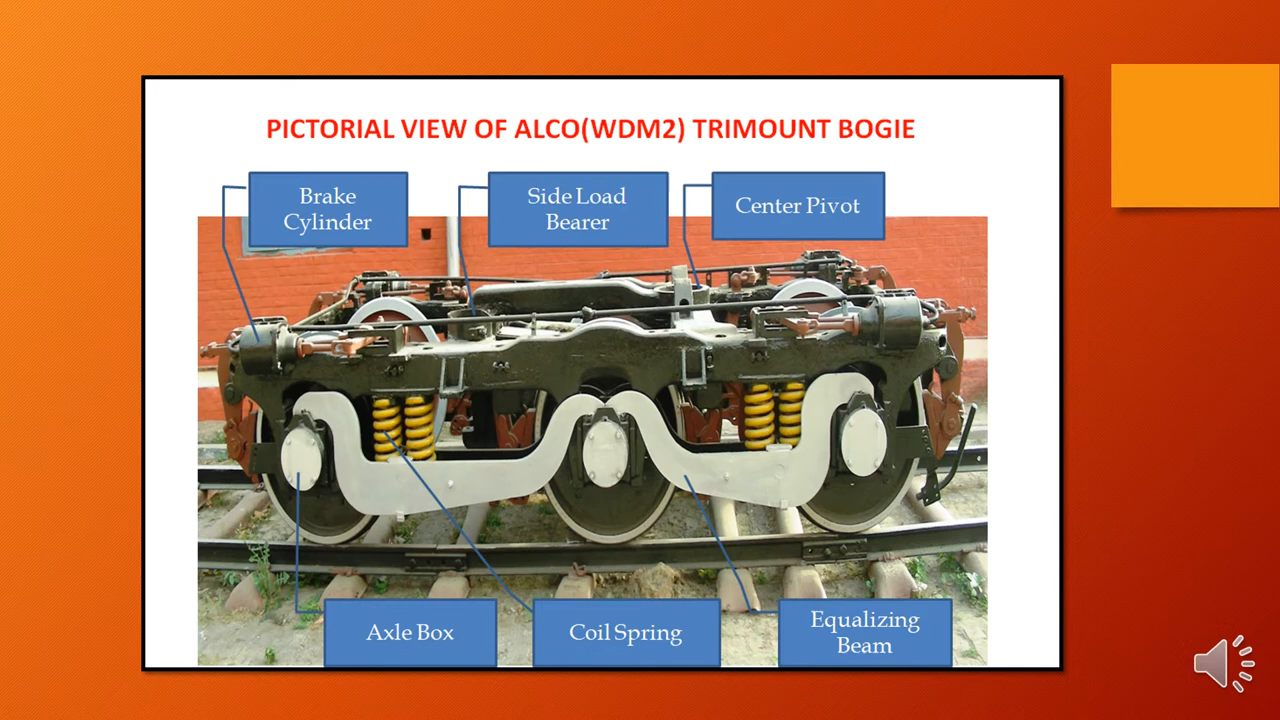 PICTORIAL VIEW OF ALCO(WDM2) TRIMOUNT BOGIE
Brake
Cylinder
Side Load
Bearer
Center Pivot
Axle Box
Coil Spring
Equalizing
Beam